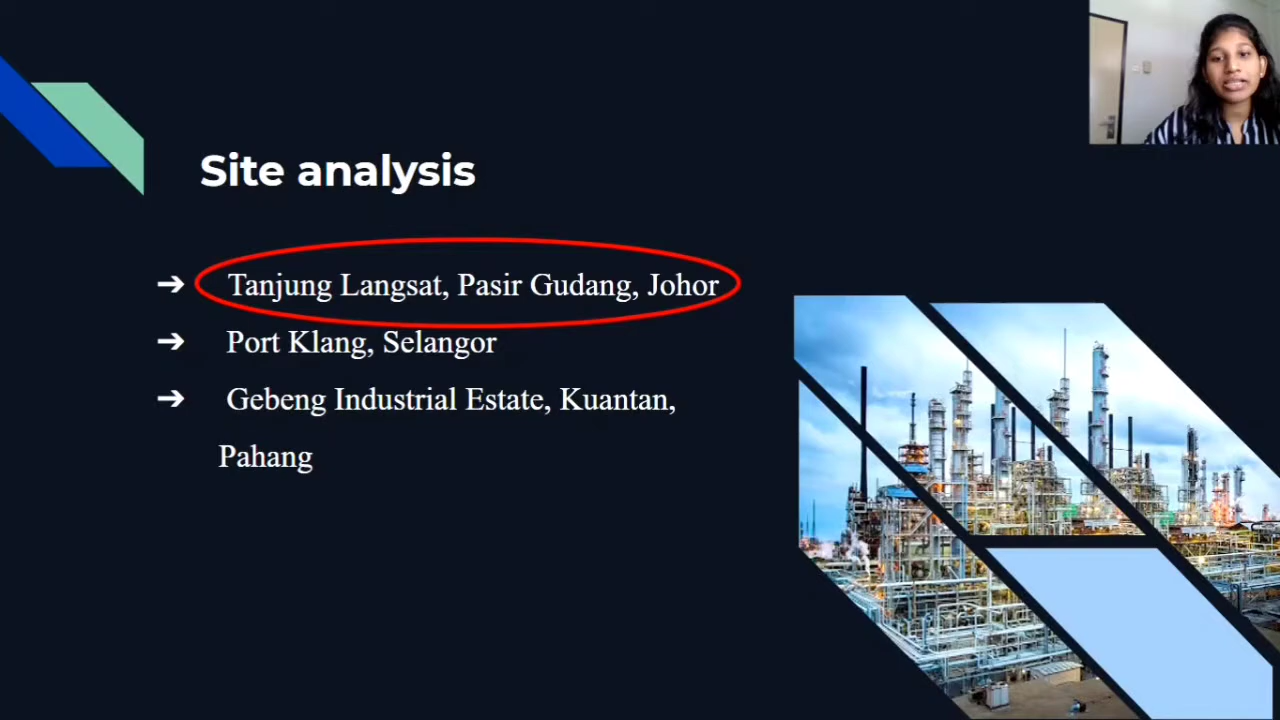 Site analysis
➔ Tanjung Langsat, Pasir Gudang, Johor
➔ Port Klang, Selangor
➔ Gebeng Industrial Estate, Kuantan,
Pahang